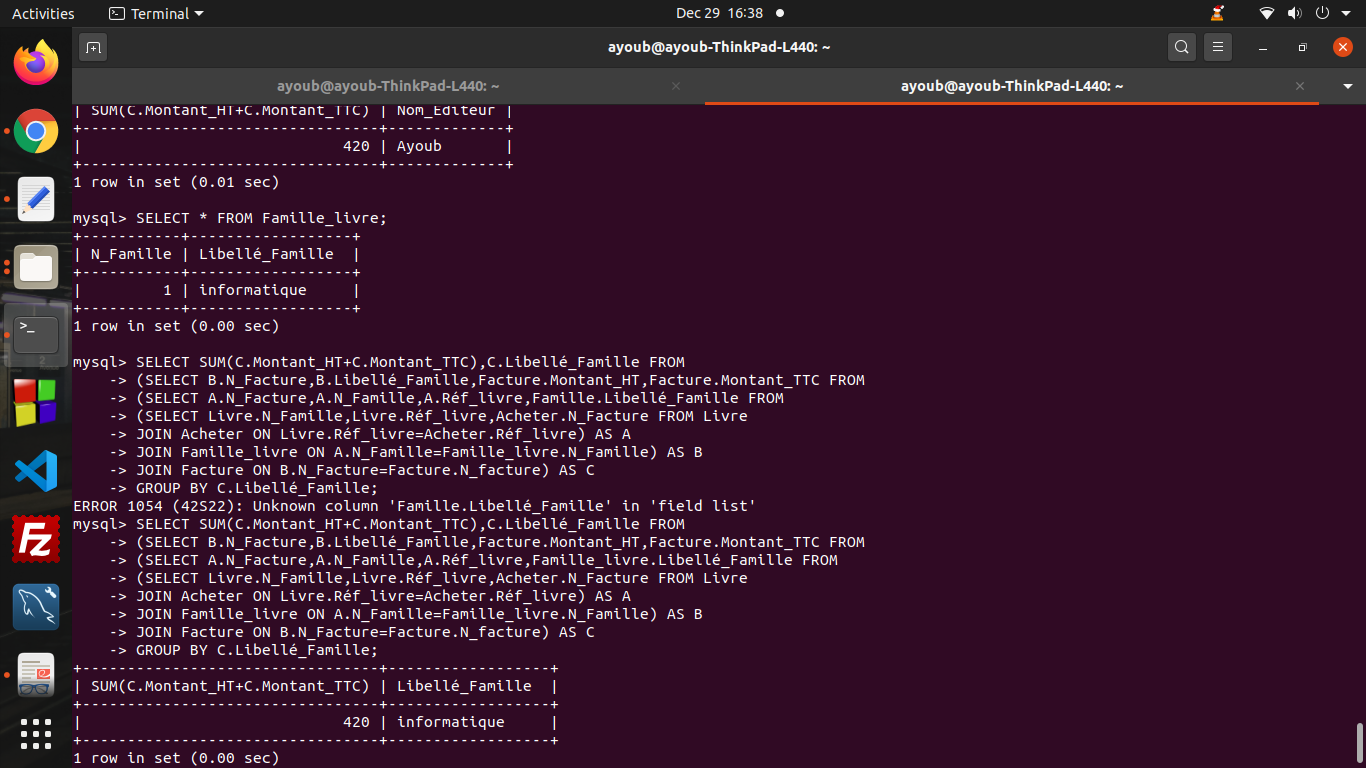 Activities
Terminal
Dec 29 16:38
ayoub@ayoub-ThinkPad-L440: ~
ayoub@ayoub-ThinkPad-L440: ~
ayoub@ayoub-ThinkPad-L440: ~
| SUM(C.Montant_HT+C.Montant_TTC) | Nom_Editeur |
+---------------------------------+-------------+
|                             420 | Ayoub       |
+---------------------------------+-------------+
1 row in set (0.01 sec)
mysql> SELECT * FROM Famille_livre;
+-----------+------------------+
| N_Famille | Libellé_Famille  |
+-----------+------------------+
|         1 | informatique     |
+-----------+------------------+
1 row in set (0.00 sec)
mysql> SELECT SUM(C.Montant_HT+C.Montant_TTC),C.Libellé_Famille FROM
    -> (SELECT B.N_Facture,B.Libellé_Famille,Facture.Montant_HT,Facture.Montant_TTC FROM
    -> (SELECT A.N_Facture,A.N_Famille,A.Réf_livre,Famille.Libellé_Famille FROM
    -> (SELECT Livre.N_Famille,Livre.Réf_livre,Acheter.N_Facture FROM Livre
    -> JOIN Acheter ON Livre.Réf_livre=Acheter.Réf_livre) AS A
    -> JOIN Famille_livre ON A.N_Famille=Famille_livre.N_Famille) AS B
    -> JOIN Facture ON B.N_Facture=Facture.N_facture) AS C
    -> GROUP BY C.Libellé_Famille;
ERROR 1054 (42S22): Unknown column 'Famille.Libellé_Famille' in 'field list'
mysql> SELECT SUM(C.Montant_HT+C.Montant_TTC),C.Libellé_Famille FROM
    -> (SELECT B.N_Facture,B.Libellé_Famille,Facture.Montant_HT,Facture.Montant_TTC FROM
    -> (SELECT A.N_Facture,A.N_Famille,A.Réf_livre,Famille_livre.Libellé_Famille FROM
    -> (SELECT Livre.N_Famille,Livre.Réf_livre,Acheter.N_Facture FROM Livre
    -> JOIN Acheter ON Livre.Réf_livre=Acheter.Réf_livre) AS A
    -> JOIN Famille_livre ON A.N_Famille=Famille_livre.N_Famille) AS B
    -> JOIN Facture ON B.N_Facture=Facture.N_facture) AS C
    -> GROUP BY C.Libellé_Famille;
+---------------------------------+------------------+
| SUM(C.Montant_HT+C.Montant_TTC) | Libellé_Famille  |
+---------------------------------+------------------+
|                             420 | informatique     |
+---------------------------------+------------------+
1 row in set (0.00 sec)
>_
Fz